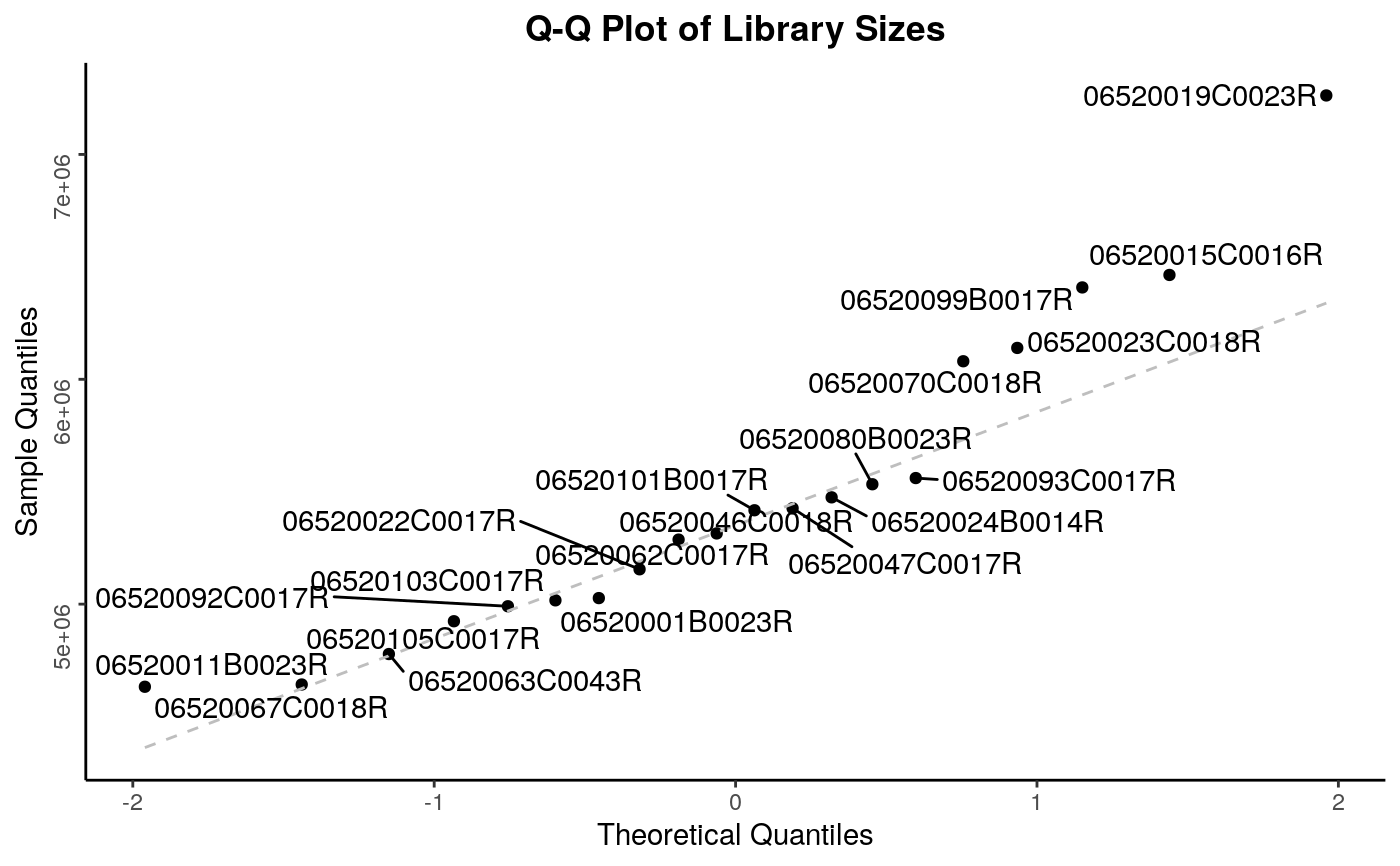 Q-Q Plot of Library Sizes
06520019C0023R
7e+06
06520015C0016R
06520099B0017R
06520023C0018R
06520070C0018R
6e+06
06520080B0023R
06520101B0017R
06520093C0017R
06520022C0017R
06520046C0018R
06520024B0014R
06520062C0017R
06520047C0017R
06520103C0017R
06520092C0017R
5e+06
06520001B0023R
06520105C0017R
06520011B0023R
06520063C0043R
06520067C0018R
Sample Quantiles
-2
-1
0
1
2
Theoretical Quantiles